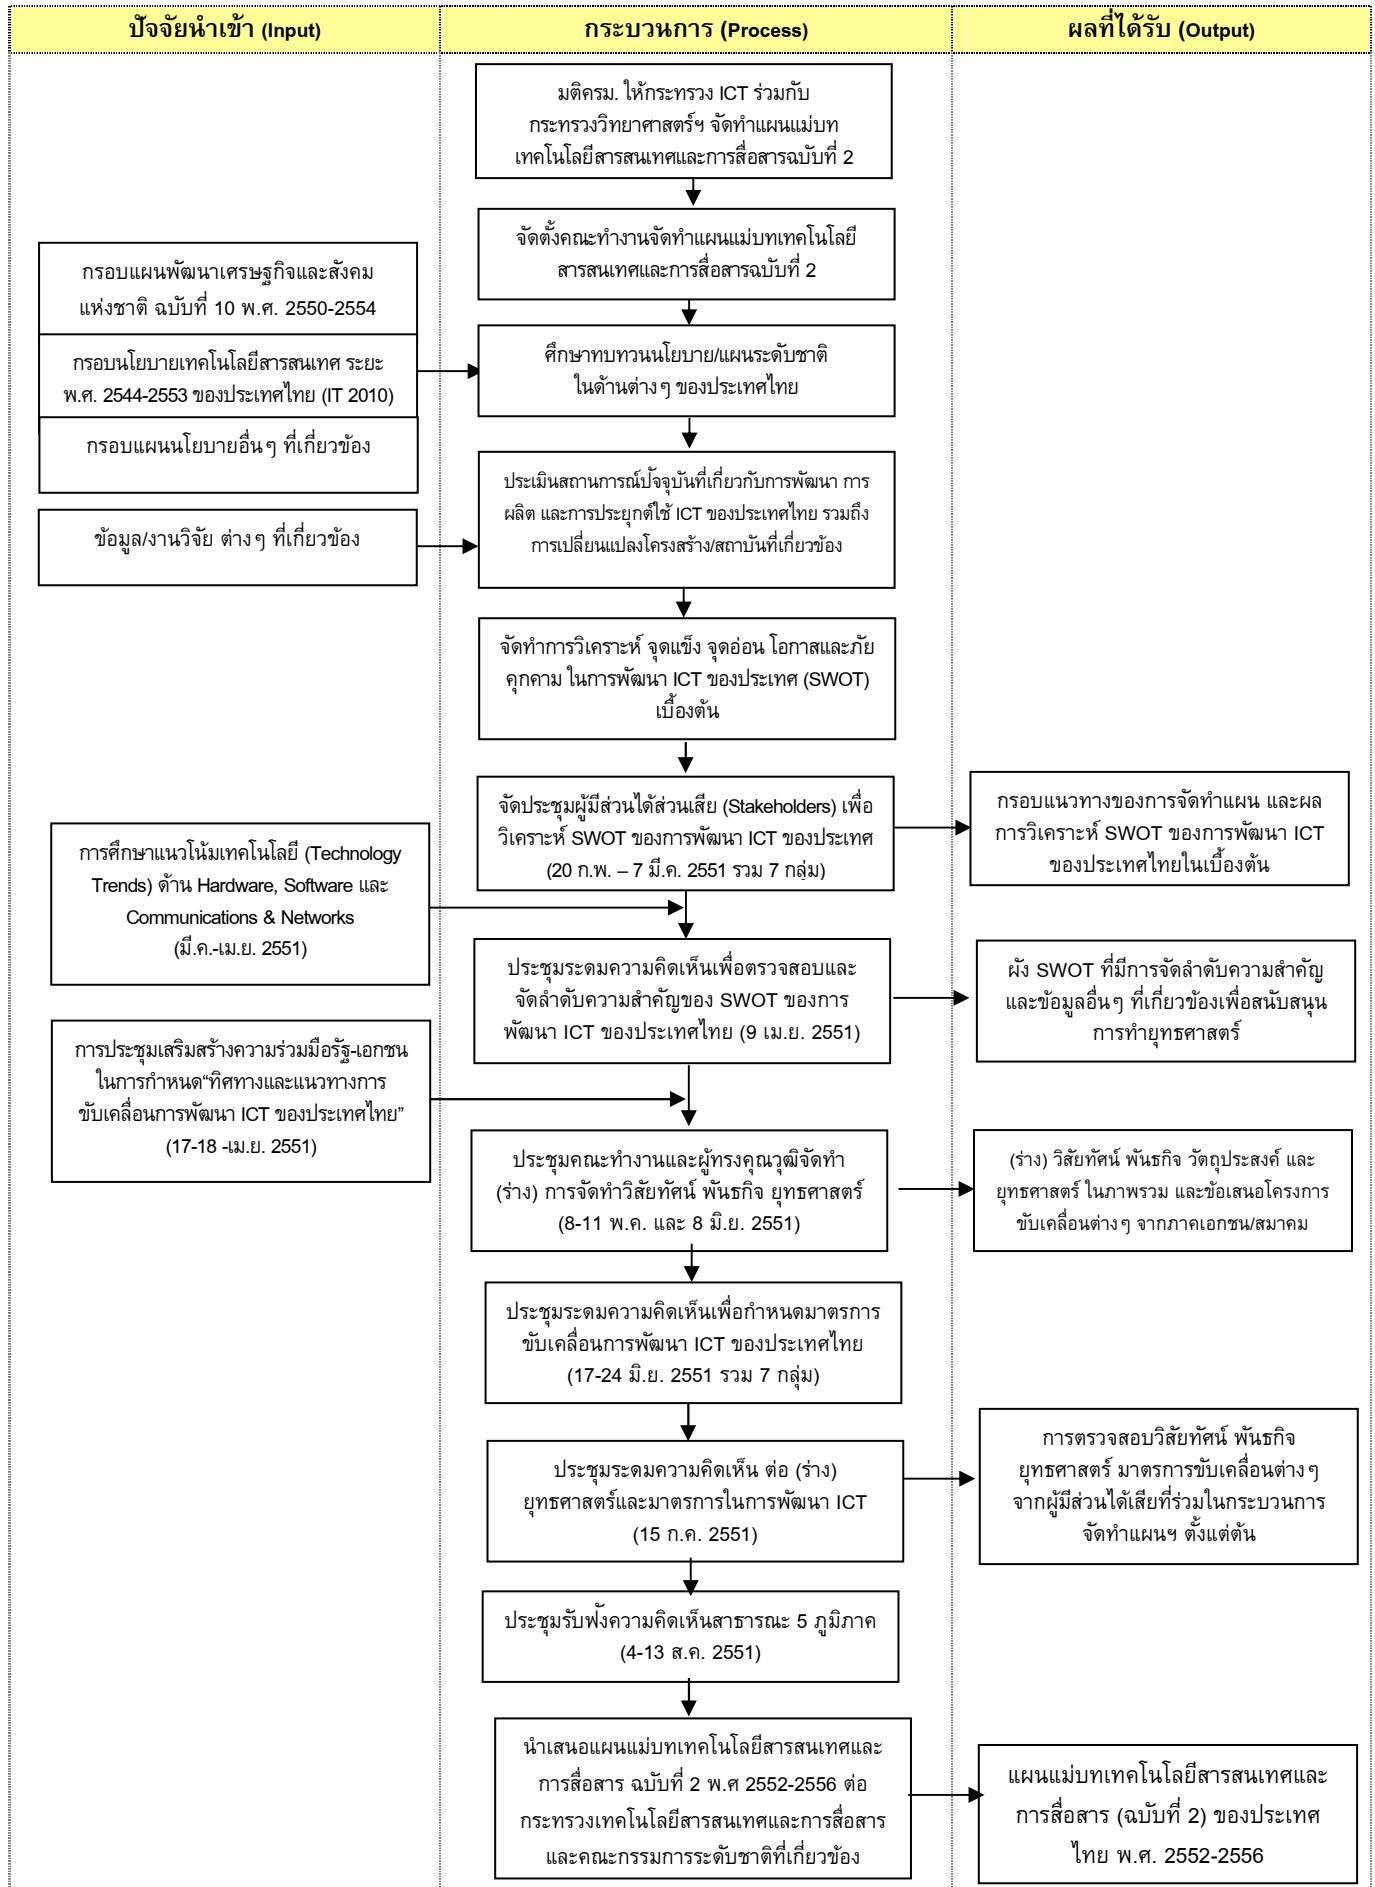 ปัจจัยนำเข้า (Input)
กระบวนการ (Process)
ผลที่ได้รับ (Output)
มติครม. ให้กระทรวง ICT ร่วมกับ
กระทรวงวิทยาศาสตร์ฯ จัดทำแผนแม่บท
เทคโนโลยีสารสนเทศและการสื่อสารฉบับที่ 2
จัดตั้งคณะทำงานจัดทำแผนแม่บทเทคโนโลยี
สารสนเทศและการสื่อสารฉบับที่ 2
กรอบแผนพัฒนาเศรษฐกิจและสังคม
แห่งชาติ ฉบับที่ 10 พ.ศ. 2550-2554
กรอบนโยบายเทคโนโลยีสารสนเทศ ระยะ
พ.ศ. 2544-2553 ของประเทศไทย (IT 2010)
กรอบแผนนโยบายอื่นๆ ที่เกี่ยวข้อง
ศึกษาทบทวนนโยบาย/แผนระดับชาติ
ในด้านต่างๆ ของประเทศไทย
ข้อมูล/งานวิจัย ต่างๆ ที่เกี่ยวข้อง
ประเมินสถานการณ์ปัจจุบันที่เกี่ยวกับการพัฒนา การ
ผลิต และการประยุกต์ใช้ ICT ของประเทศไทย รวมถึง
การเปลี่ยนแปลงโครงสร้าง/สถาบันที่เกี่ยวข้อง
จัดทำการวิเคราะห์ จุดแข็ง จุดอ่อน โอกาสและภัย
คุกคาม ในการพัฒนา ICT ของประเทศ (SWOT)
เบื้องต้น
จัดประชุมผู้มีส่วนได้ส่วนเสีย (Stakeholders) เพื่อ
วิเคราะห์ SWOT ของการพัฒนา ICT ของประเทศ
(20 ก.พ. – 7 มี.ค. 2551 รวม 7 กลุ่ม)
กรอบแนวทางของการจัดทำแผน และผล
การวิเคราะห์ SWOT ของการพัฒนา ICT
ของประเทศไทยในเบื้องต้น
การศึกษาแนวโน้มเทคโนโลยี (Technology
Trends) ด้าน Hardware, Software และ
Communications & Networks
(มี.ค.-เม.ย. 2551)
ประชุมระดมความคิดเห็นเพื่อตรวจสอบและ
จัดลำดับความสำคัญของ SWOT ของการ
พัฒนา ICT ของประเทศไทย (9 เม.ย. 2551)
ผัง SWOT ที่มีการจัดลำดับความสำคัญ
และข้อมูลอื่นๆ ที่เกี่ยวข้องเพื่อสนับสนุน
การทำยุทธศาสตร์
การประชุมเสริมสร้างความร่วมมือรัฐ-เอกชน
ในการกำหนด“ทิศทางและแนวทางการ
ขับเคลื่อนการพัฒนา ICT ของประเทศไทย”
(17-18 -เม.ย. 2551)
ประชุมคณะทำงานและผู้ทรงคุณวุฒิจัดทำ
(ร่าง) การจัดทำวิสัยทัศน์ พันธกิจ ยุทธศาสตร์
(8-11 พ.ค. และ 8 มิ.ย. 2551)
(ร่าง) วิสัยทัศน์ พันธกิจ วัตถุประสงค์ และ
ยุทธศาสตร์ ในภาพรวม และข้อเสนอโครงการ
ขับเคลื่อนต่างๆ จากภาคเอกชน/สมาคม
ประชุมระดมความคิดเห็นเพื่อกำหนดมาตรการ
ขับเคลื่อนการพัฒนา ICT ของประเทศไทย
(17-24 มิ.ย. 2551 รวม 7 กลุ่ม)
ประชุมระดมความคิดเห็น ต่อ (ร่าง)
ยุทธศาสตร์และมาตรการในการพัฒนา ICT
(15 ก.ค. 2551)
การตรวจสอบวิสัยทัศน์ พันธกิจ
ยุทธศาสตร์ มาตรการขับเคลื่อนต่างๆ
จากผู้มีส่วนได้เสียที่ร่วมในกระบวนการ
จัดทำแผนฯ ตั้งแต่ต้น
ประชุมรับฟังความคิดเห็นสาธารณะ 5 ภูมิภาค
(4-13 ส.ค. 2551)
นำเสนอแผนแม่บทเทคโนโลยีสารสนเทศและ
การสื่อสาร ฉบับที่ 2 พ.ศ 2552-2556 ต่อ
กระทรวงเทคโนโลยีสารสนเทศและการสื่อสาร
และคณะกรรมการระดับชาติที่เกี่ยวข้อง
แผนแม่บทเทคโนโลยีสารสนเทศและ
การสื่อสาร (ฉบับที่ 2) ของประเทศ
ไทย พ.ศ. 2552-2556